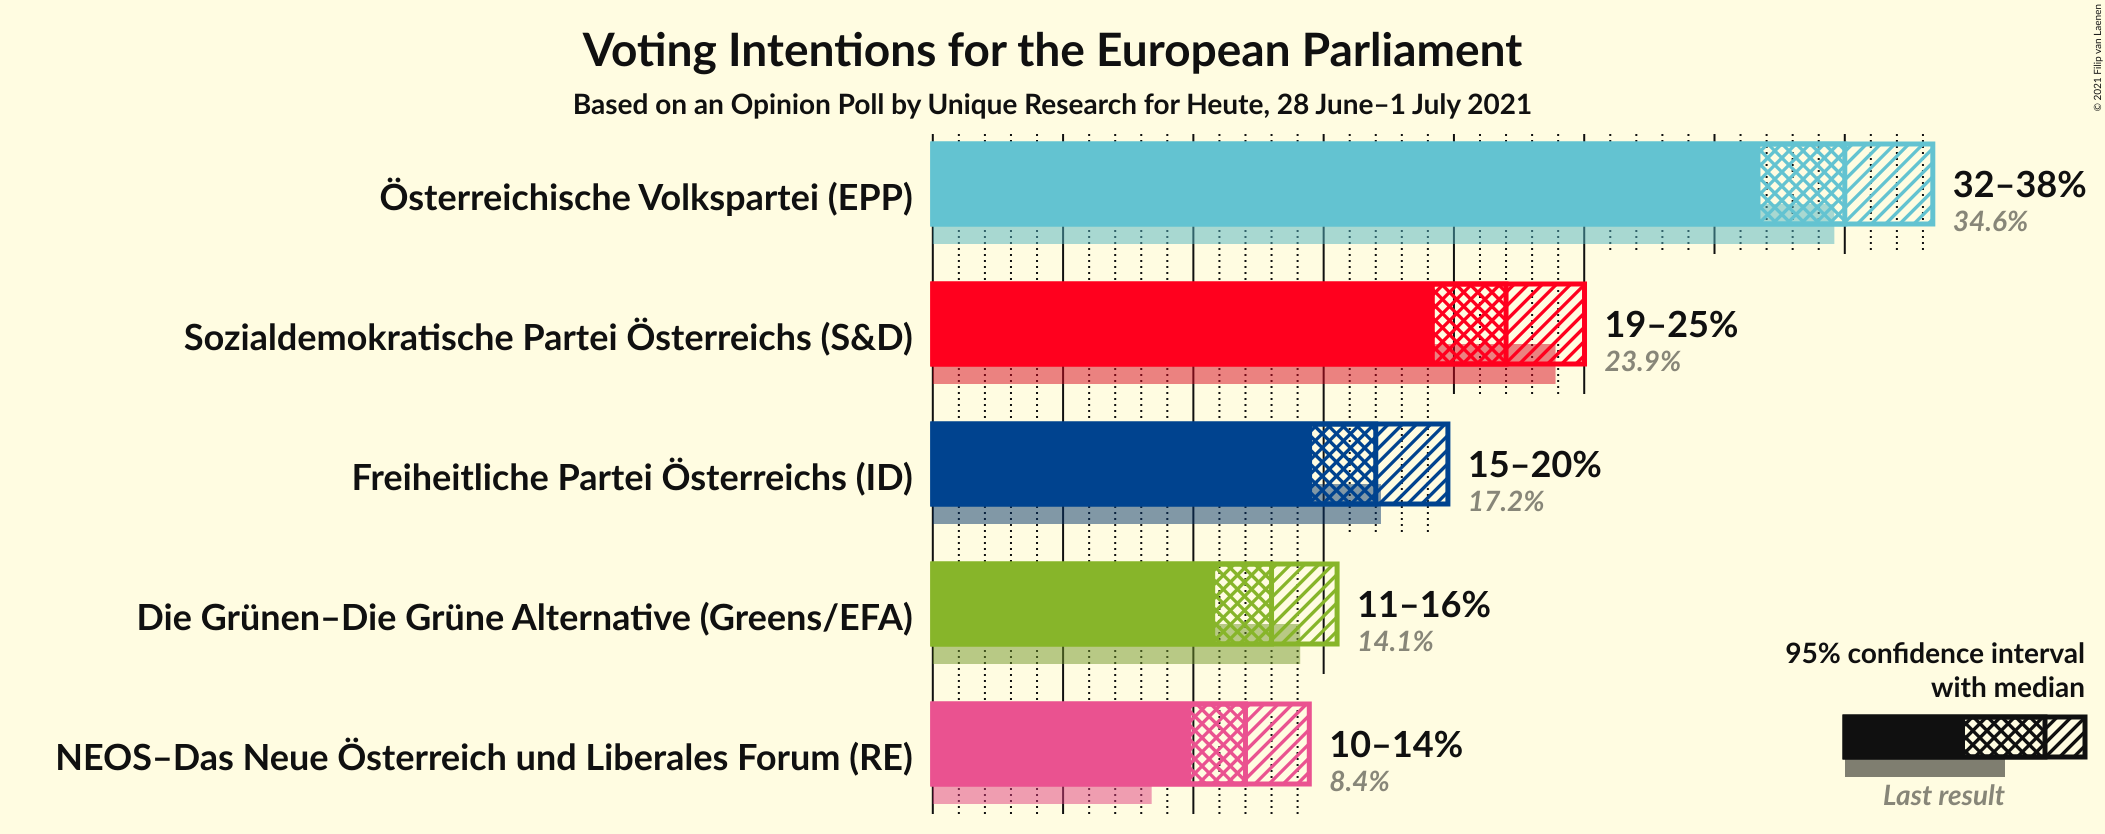 Voting Intentions for the European Parliament
Based on an Opinion Poll by Unique Research for Heute, 28 June–1 July 2021
© 2021 Filip van Laenen
Österreichische Volkspartei (EPP)
32–38%
34.6%
Sozialdemokratische Partei Österreichs (S&D)
19–25%
23.9%
Freiheitliche Partei Österreichs (ID)
15–20%
17.2%
Die Grünen–Die Grüne Alternative (Greens/EFA)
11–16%
14.1%
NEOS–Das Neue Österreich und Liberales Forum (RE)
10–14%
8.4%
95% confidence interval
with median
Last result